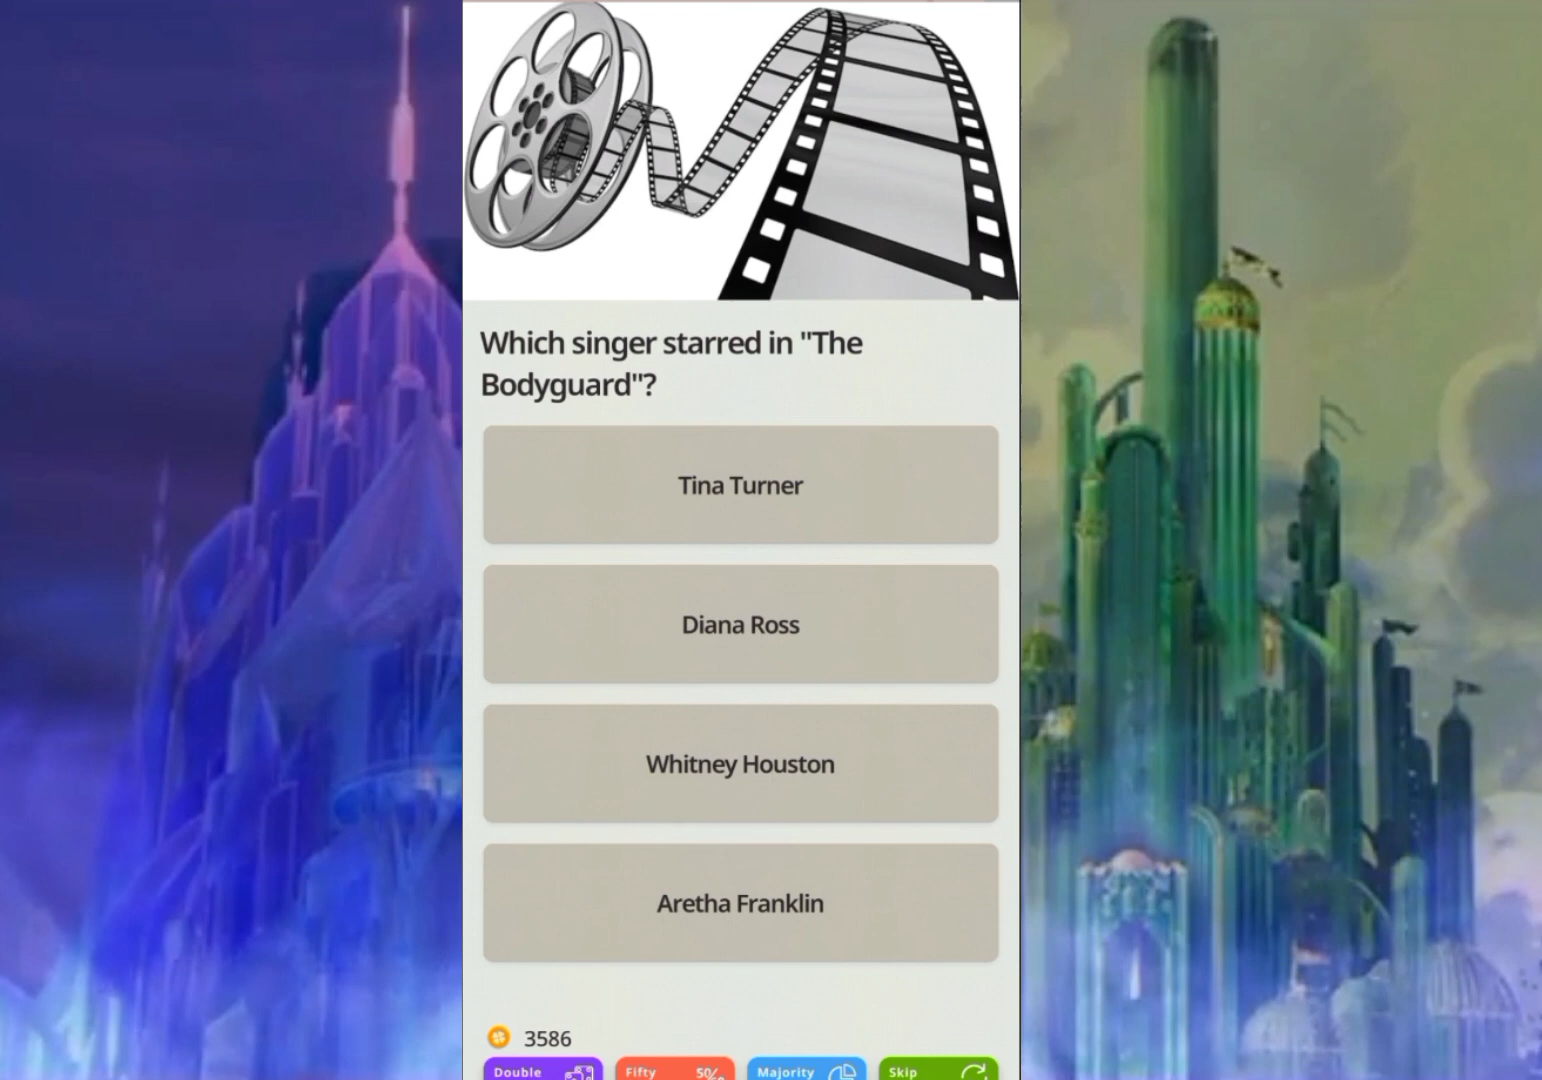 Which singer starred in "The
Bodyguard"?
Tina Turner
Diana Ross
Whitney Houston
Aretha Franklin
3586
Double
Fifty
50%
Majority
Skip